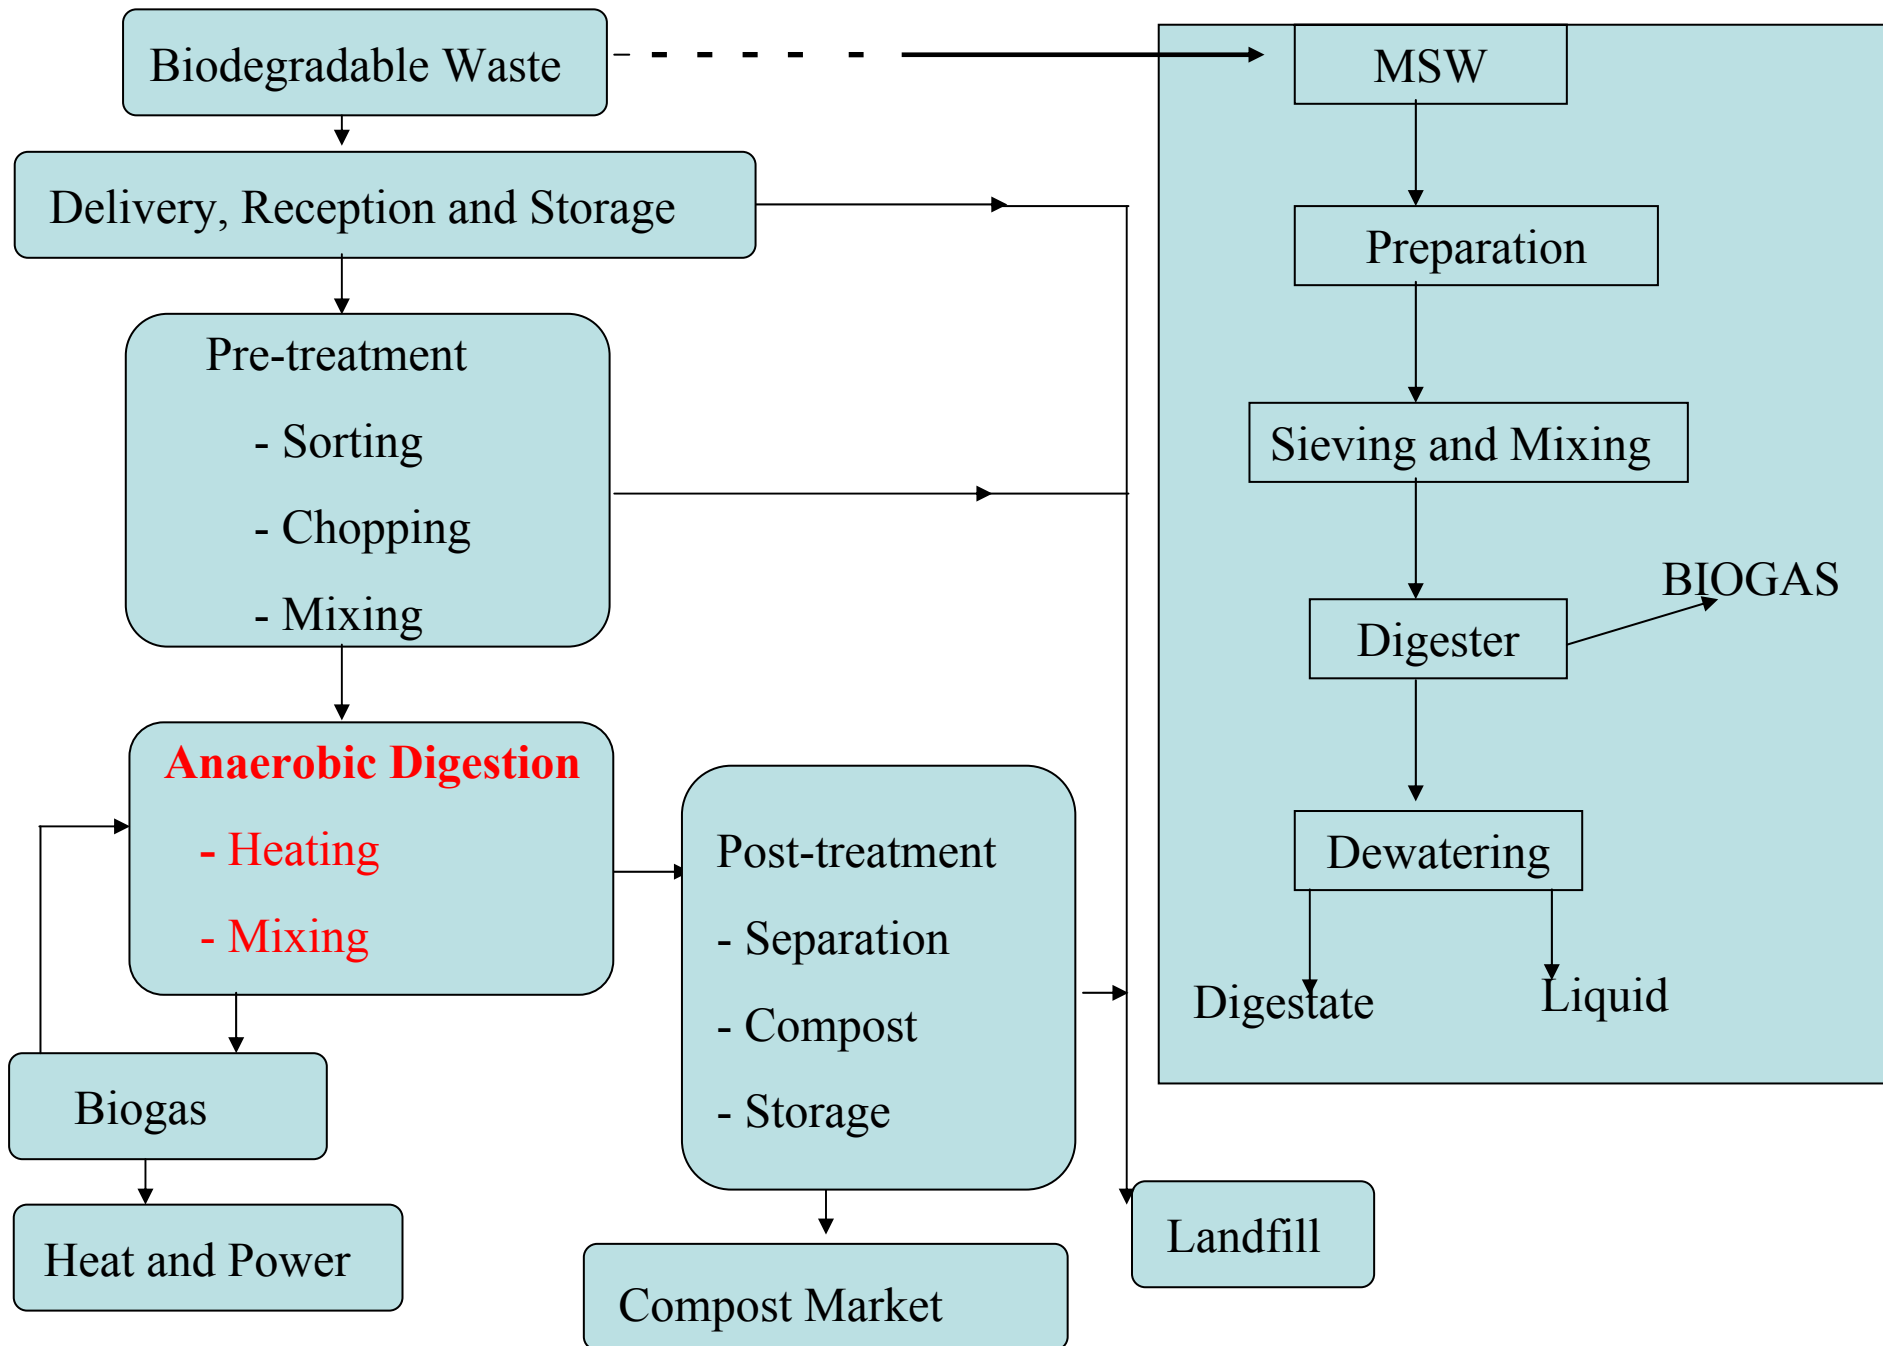 Biodegradable Waste
Delivery, Reception and Storage
Pre-treatment
- Sorting
- Chopping
- Mixing
Anaerobic Digestion
- Heating
- Mixing
Biogas
Heat and Power
Post-treatment
- Separation
- Compost
- Storage
Compost Market
Landfill
MSW
Preparation
Sieving and Mixing
BIOGAS
Digester
Dewatering
Digestate
Liquid